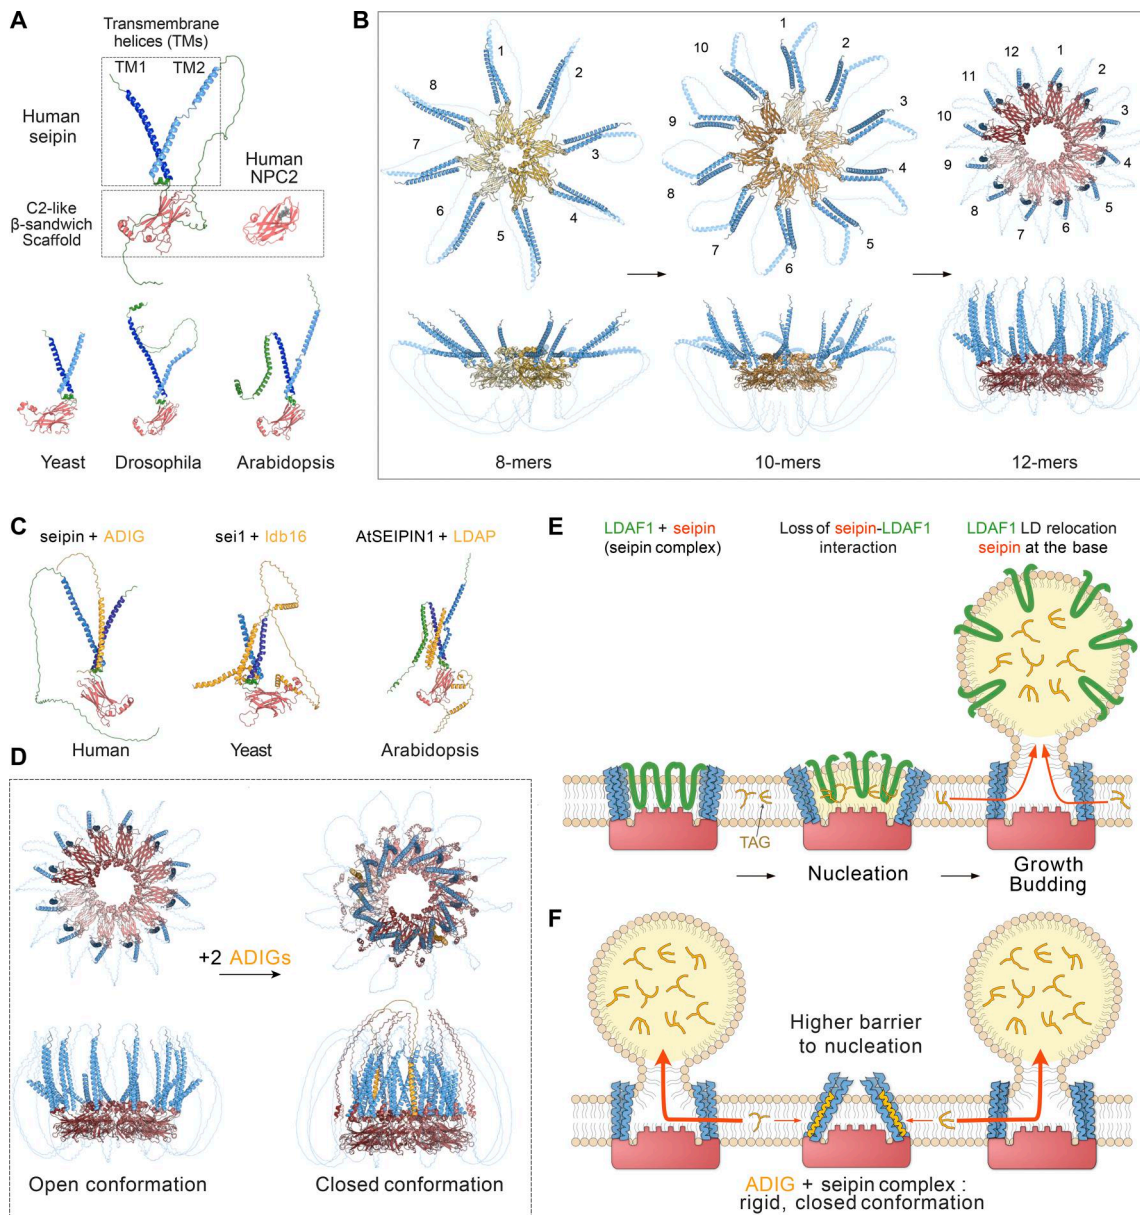 A
Transmembrane
helices (TMs)
TM1
TM2
Human
seipin
Human
NPC2
C2-like
β-sandwich
Scaffold
Yeast
Drosophila
Arabidopsis
B
1
2
3
4
5
6
7
8
1
2
3
4
5
6
7
8
9
10
1
2
3
4
5
6
7
8
9
10
11
12
8-mers
10-mers
12-mers
C
seipin + ADIG
sei1 + ldb16
AtSEIPIN1 + LDAP
Human
Yeast
Arabidopsis
D
+2 ADIGs
Open conformation
Closed conformation
E
LDAF1 + seipin
(seipin complex)
Loss of seipin-LDAF1
interaction
LDAF1 LD relocation
seipin at the base
TAG
Nucleation
Growth
Budding
F
Higher barrier
to nucleation
ADIG + seipin complex :
rigid, closed conformation